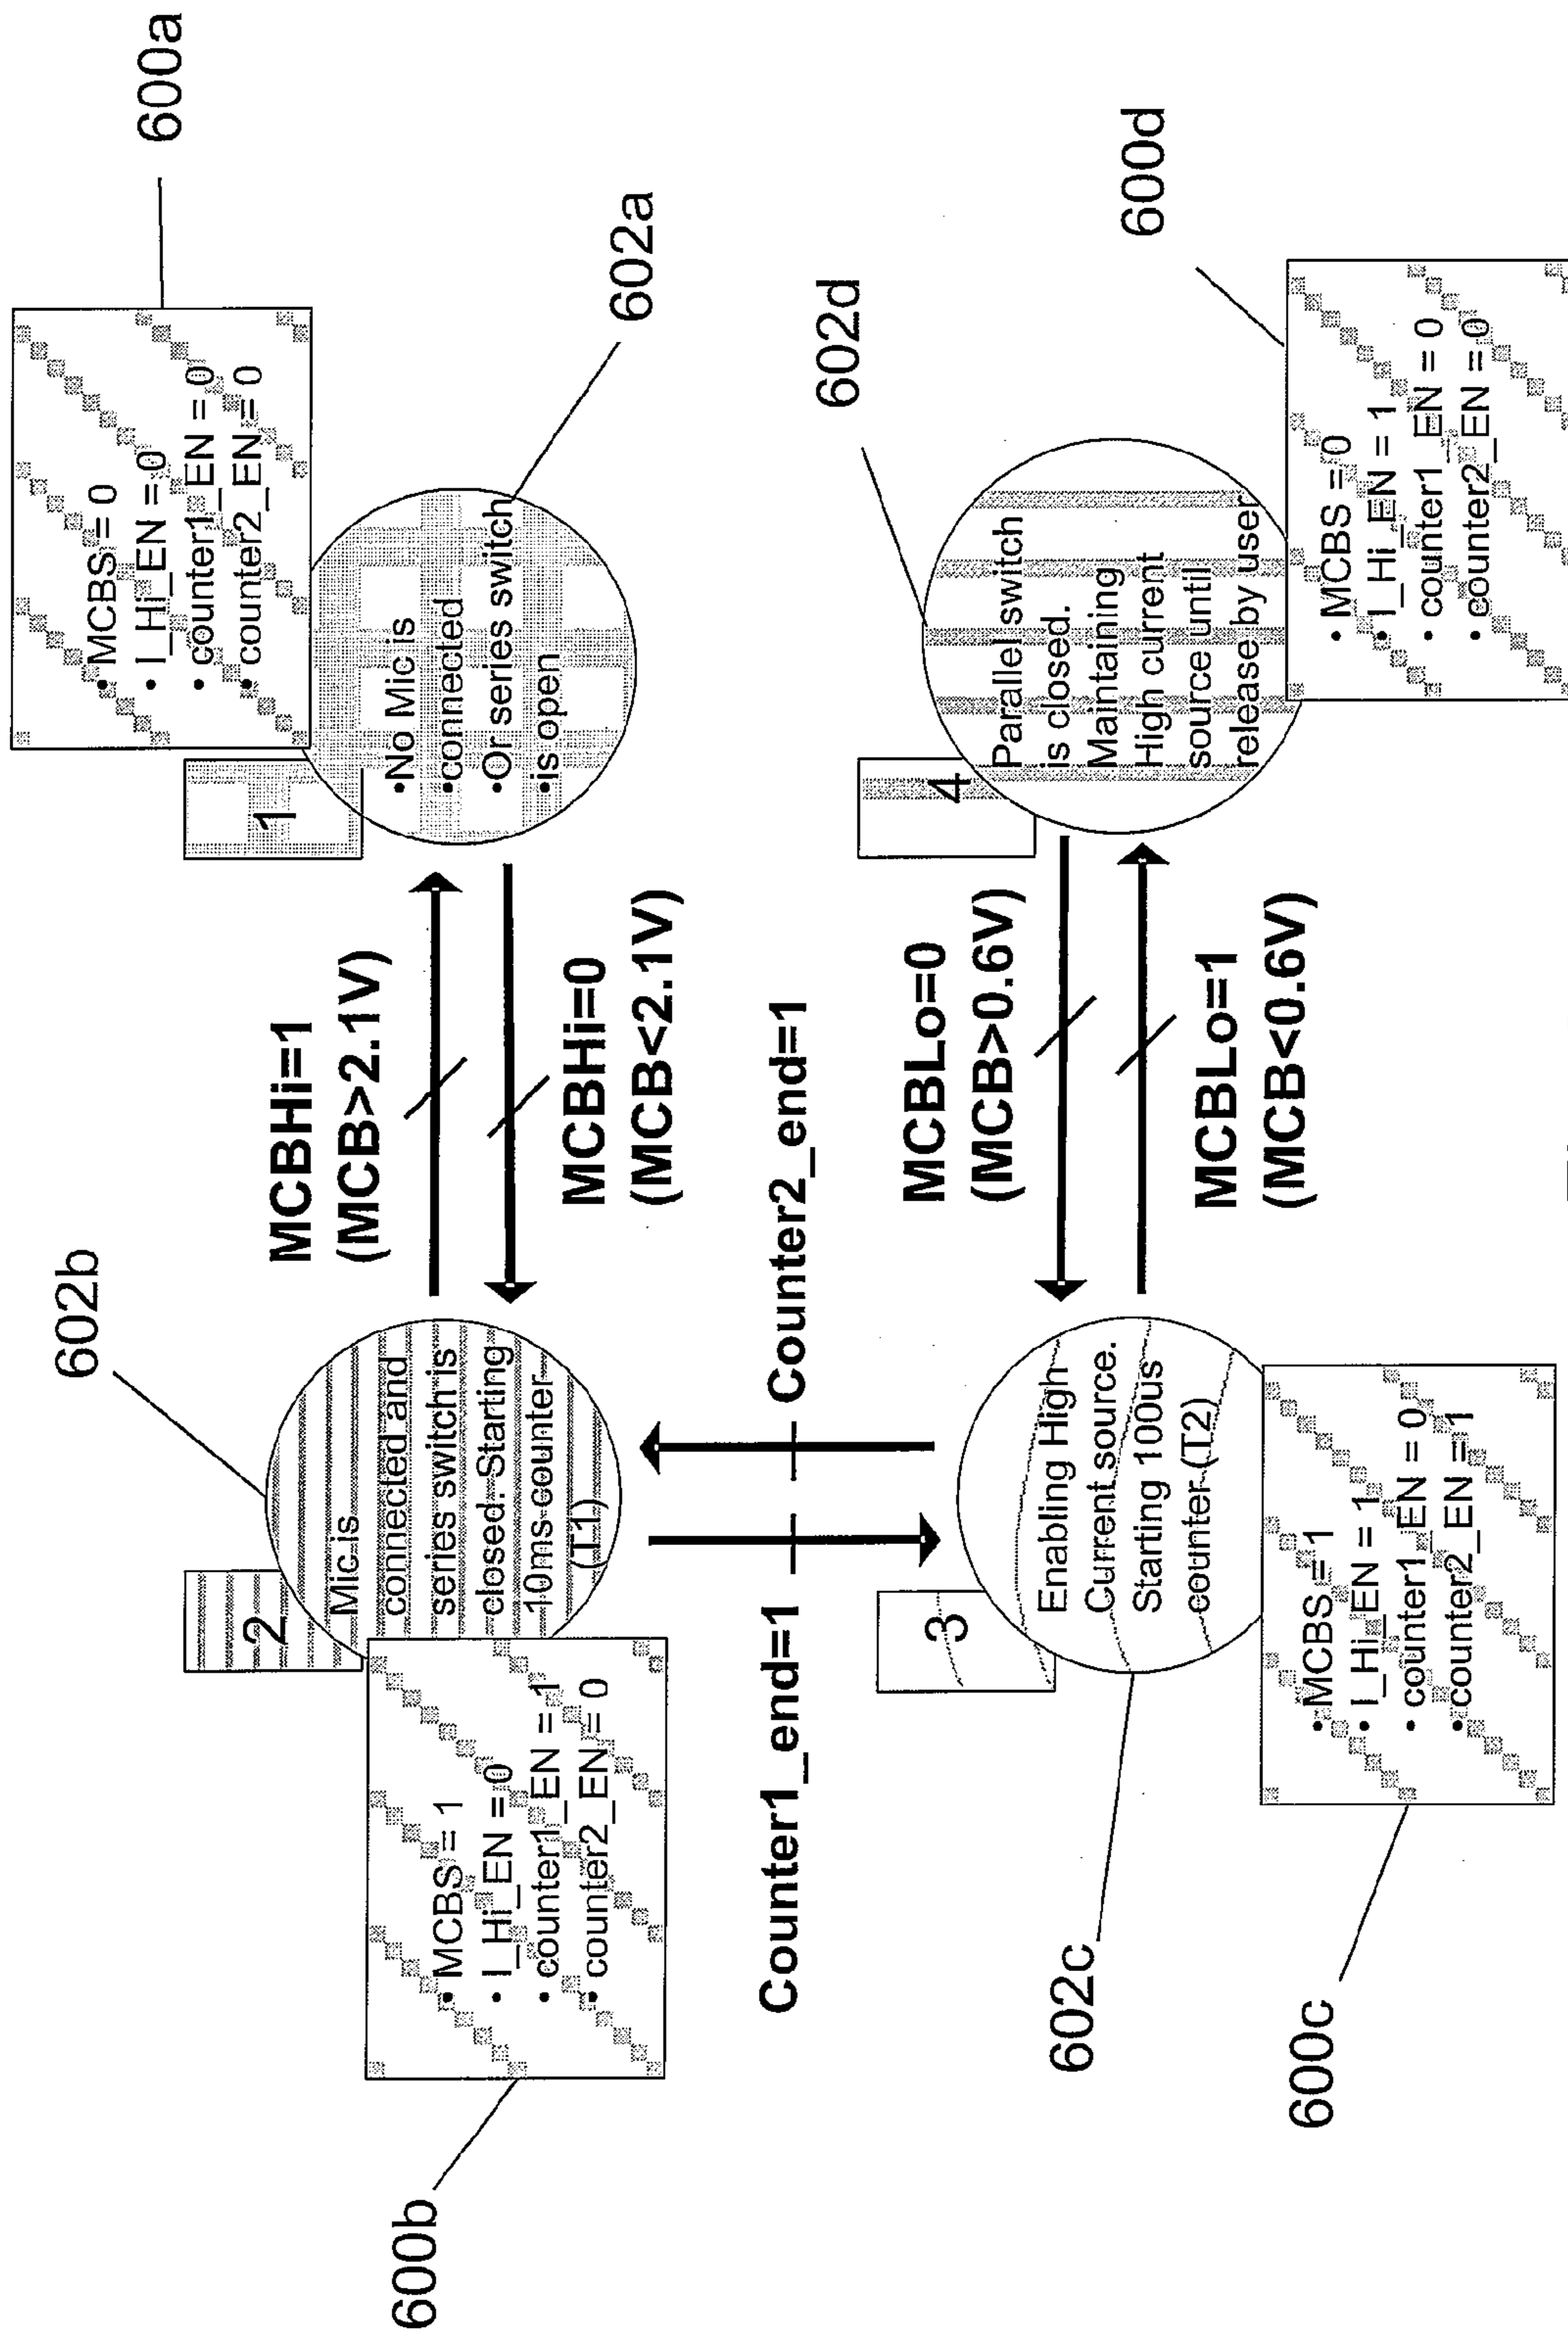 600a
• MCBS = 0
• I_Hi_EN = 0
• counter1_EN = 0
• counter2_EN = 0
1
•No Mic is
•connected
•Or series switch
•is open
602a
MCBHi=1
(MCB>2.1V)
MCBHi=0
(MCB<2.1V)
602b
2
Mic is
connected and
series switch is
closed. Starting
10ms counter
(T1)
600b
• MCBS = 1
• I_Hi_EN = 0
• counter1_EN = 1
• counter2_EN = 0
Counter1_end=1
Counter2_end=1
3
Enabling High
Current source.
Starting 100us
counter (T2)
602c
• MCBS = 1
• I_Hi_EN = 1
• counter1_EN = 0
• counter2_EN = 1
600c
MCBLo=0
(MCB>0.6V)
MCBLo=1
(MCB<0.6V)
602d
4
Parallel switch
is closed.
Maintaining
High current
source until
release by user
600d
• MCBS = 0
• I_Hi_EN = 1
• counter1_EN = 0
• counter2_EN = 0